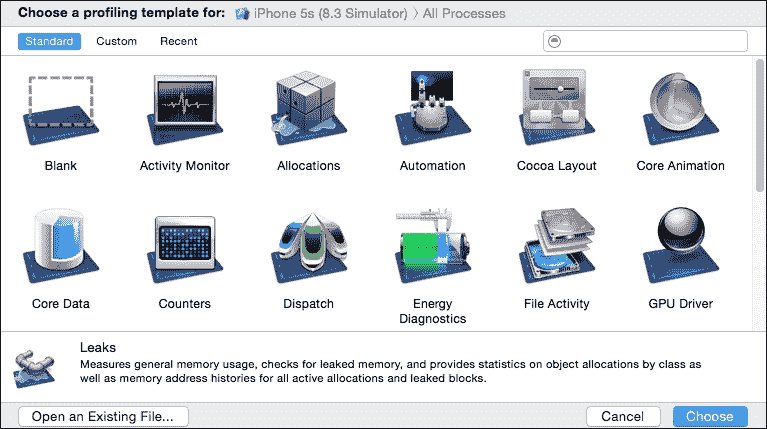 Choose a profiling template for: iPhone 5s (8.3 Simulator) 〉All Processes
Standard Custom Recent
Blank Activity Monitor Allocations Automation Cocoa Layout Core Animation
Core Data Counters Dispatch Energy Diagnostics File Activity GPU Driver
Leaks
Measures general memory usage, checks for leaked memory, and provides statistics on object allocations by class as
well as memory address histories for all active allocations and leaked blocks.
Open an Existing File... Cancel Choose